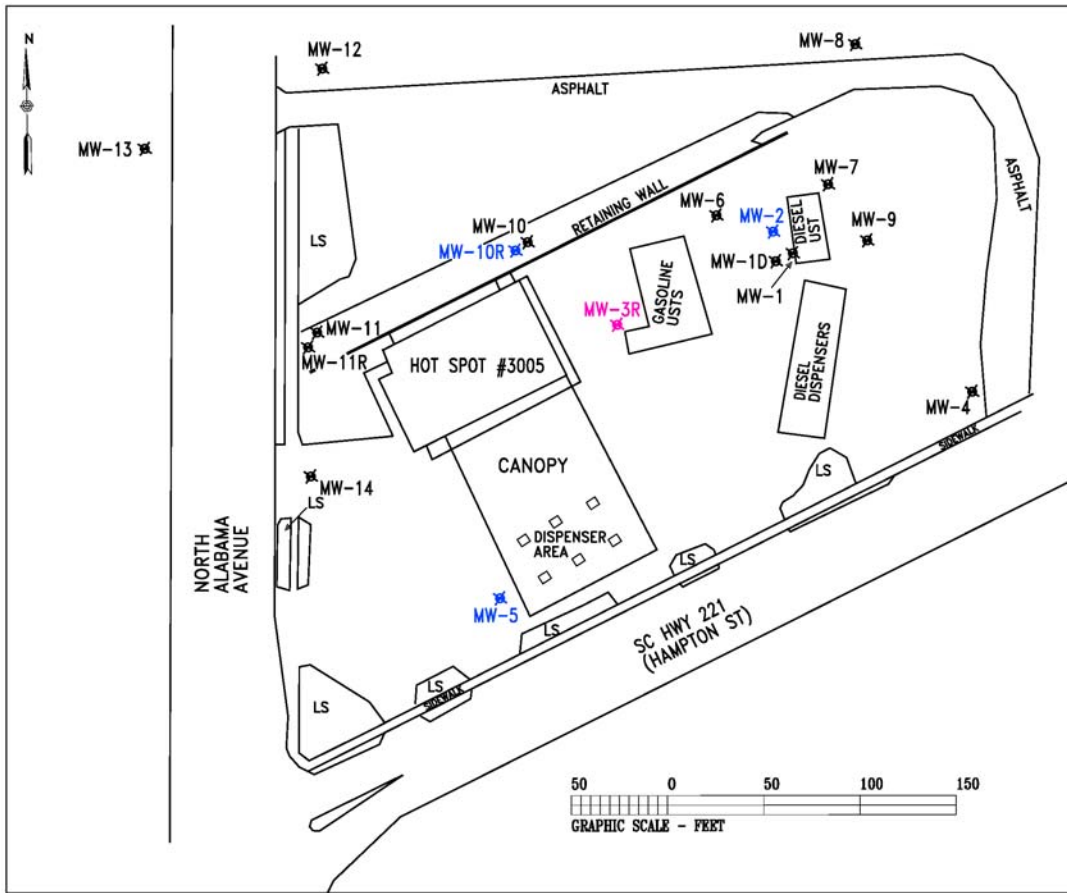 N
MW-12
MW-8
ASPHALT
MW-13
ASPHALT
MW-7
RETAINING WALL
MW-6
MW-2
DIESEL
UST
MW-9
LS
MW-10
MW-10R
MW-1D
MW-1
GASOLINE
USTS
MW-3R
MW-11
MW-11R
HOT SPOT #3005
DIESEL
DISPENSERS
MW-4
SIDEWALK
CANOPY
LS
MW-14
LS
DISPENSER
AREA
NORTH
ALABAMA
AVENUE
LS
MW-5
LS
SC HWY 221
(HAMPTON ST)
LS
SIDEWALK
LS
50 0 50 100 150
GRAPHIC SCALE - FEET